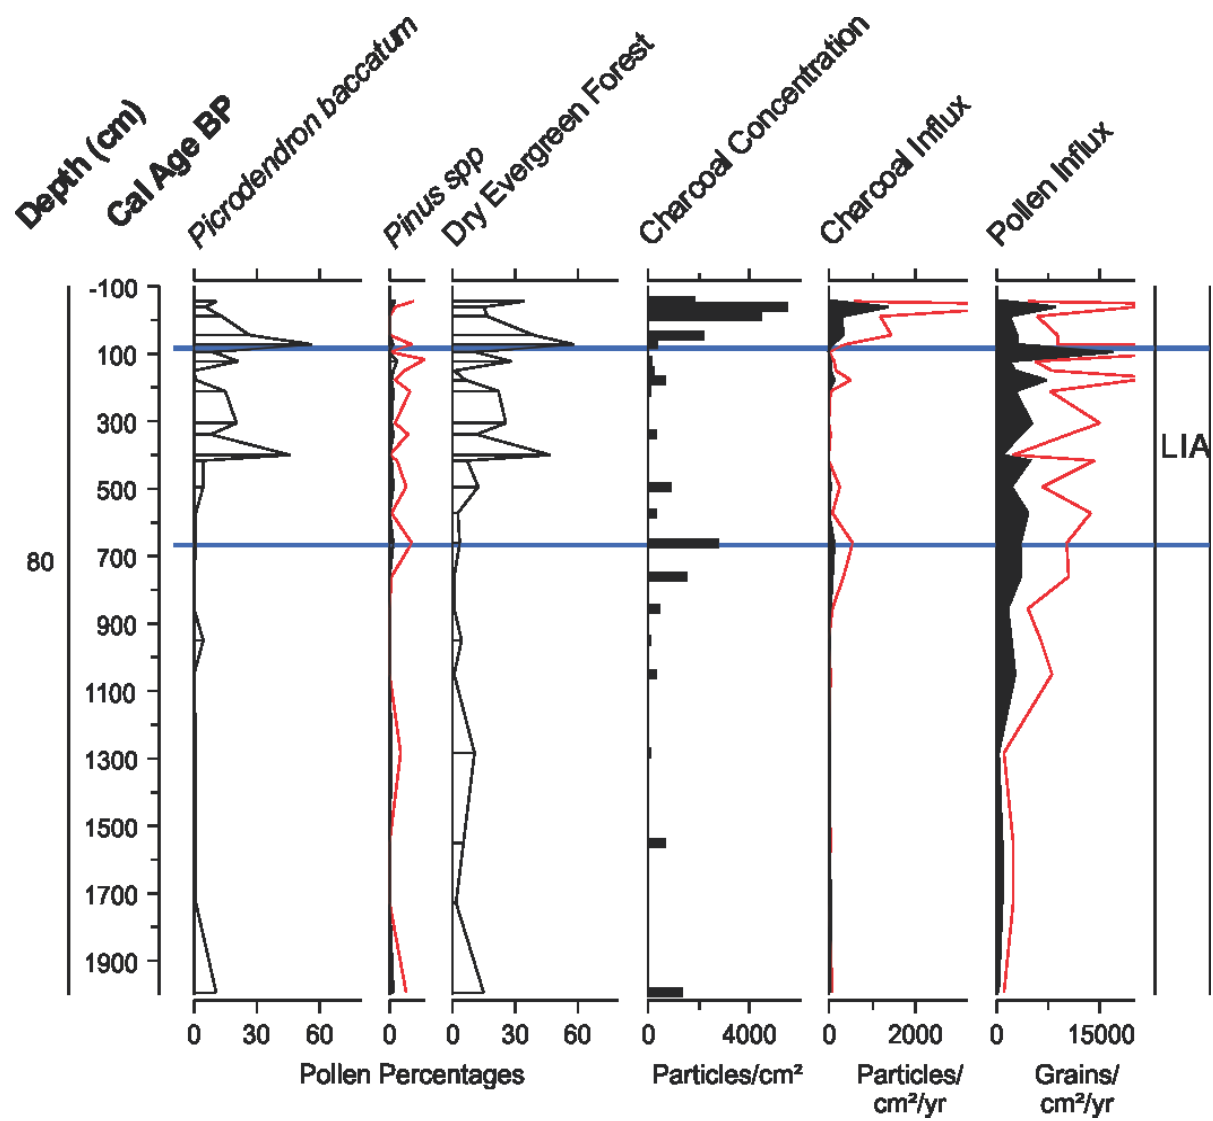 Depth (cm)
Cal Age BP
Picrodendron baccatum
Pinus spp
Dry Evergreen Forest
Charcoal Concentration
Charcoal Influx
Pollen Influx
-100
100
300
500
700
900
1100
1300
1500
1700
1900
80
LIA
0 30 60 0 0 30 60 0 4000 0 2000 0 15000
Pollen Percentages Particles/cm² Particles/ Grains/
cm²/yr cm²/yr